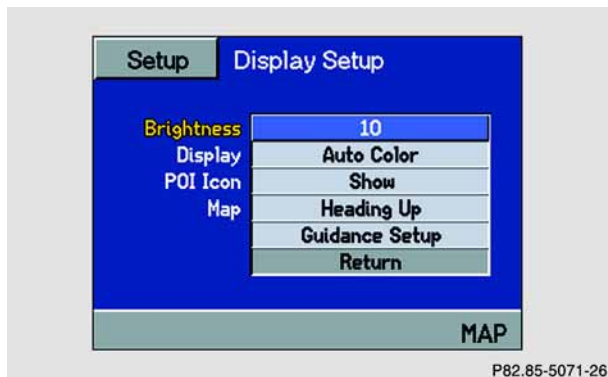 Setup Display Setup
Brightness 10
Display Auto Color
POI Icon Show
Map Heading Up
Guidance Setup
Return
MAP
P82.85-5071-26